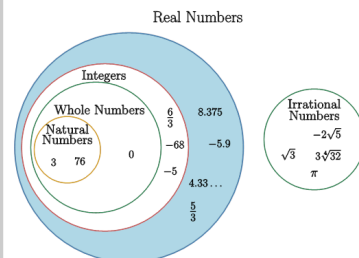 Real Numbers
Integers
Whole Numbers
Natural
Numbers
3 76
0
6/3
-68
-5
8.375
-5.9
4.33...
5/3
Irrational
Numbers
-2√5
√3 3∜32
π